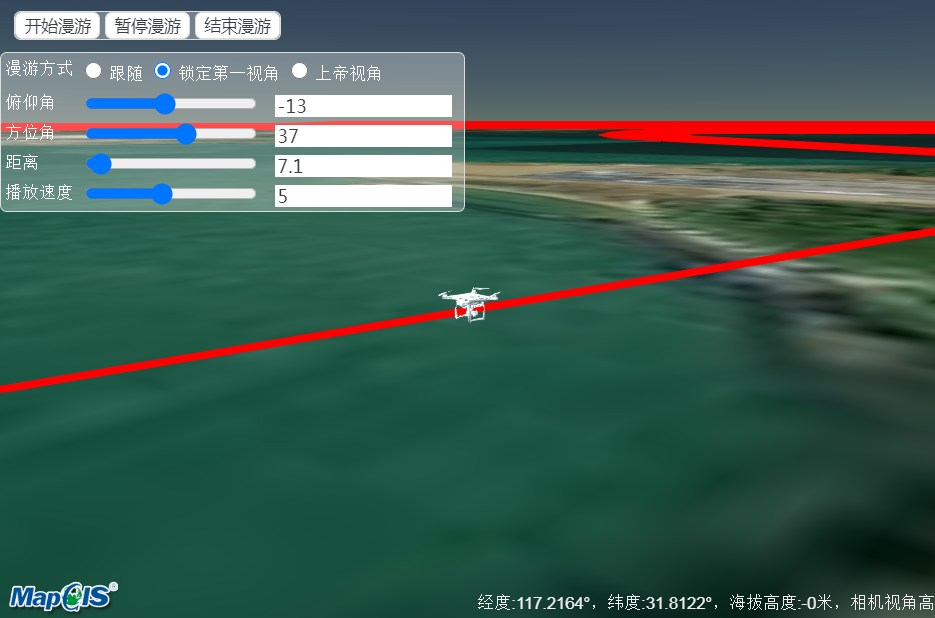 开始漫游 暂停漫游 结束漫游
漫游方式 跟随 锁定第一视角 上帝视角
俯仰角 -13
方位角 37
距离 7.1
播放速度 5
MapGIS®
经度:117.2164°，纬度:31.8122°，海拔高度:-0米，相机视角高